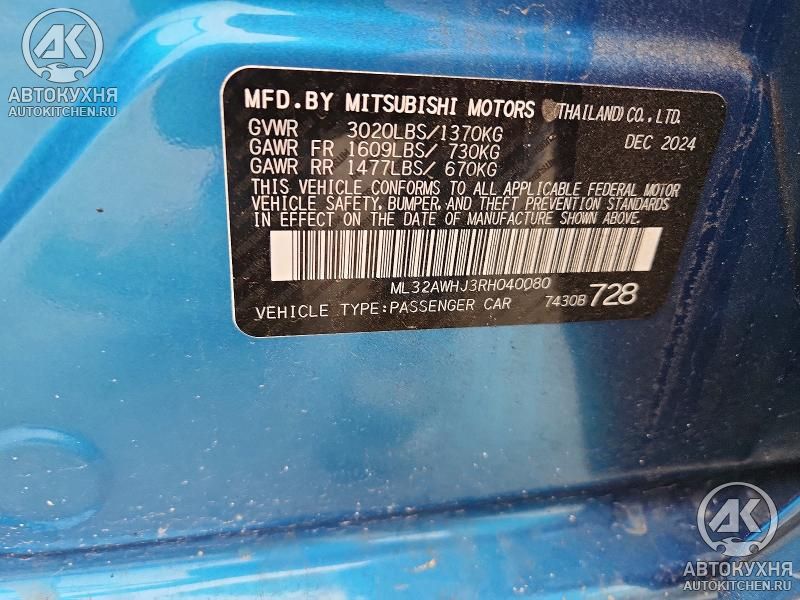 АК
АВТОКУХНЯ
AUTOKITCHEN.RU
MFD.BY MITSUBISHI MOTORS (THAILAND)CO.,LTD.
GVWR 3020LBS/1370KG DEC 2024
GAWR FR 1609LBS/ 730KG
GAWR RR 1477LBS/ 670KG
THIS VEHICLE CONFORMS TO ALL APPLICABLE FEDERAL MOTOR
VEHICLE SAFETY, BUMPER, AND THEFT PREVENTION STANDARDS
IN EFFECT ON THE DATE OF MANUFACTURE SHOWN ABOVE.
ML32AWHJ3RH040080
VEHICLE TYPE:PASSENGER CAR 7430B 728
АК
АВТОКУХНЯ
AUTOKITCHEN.RU